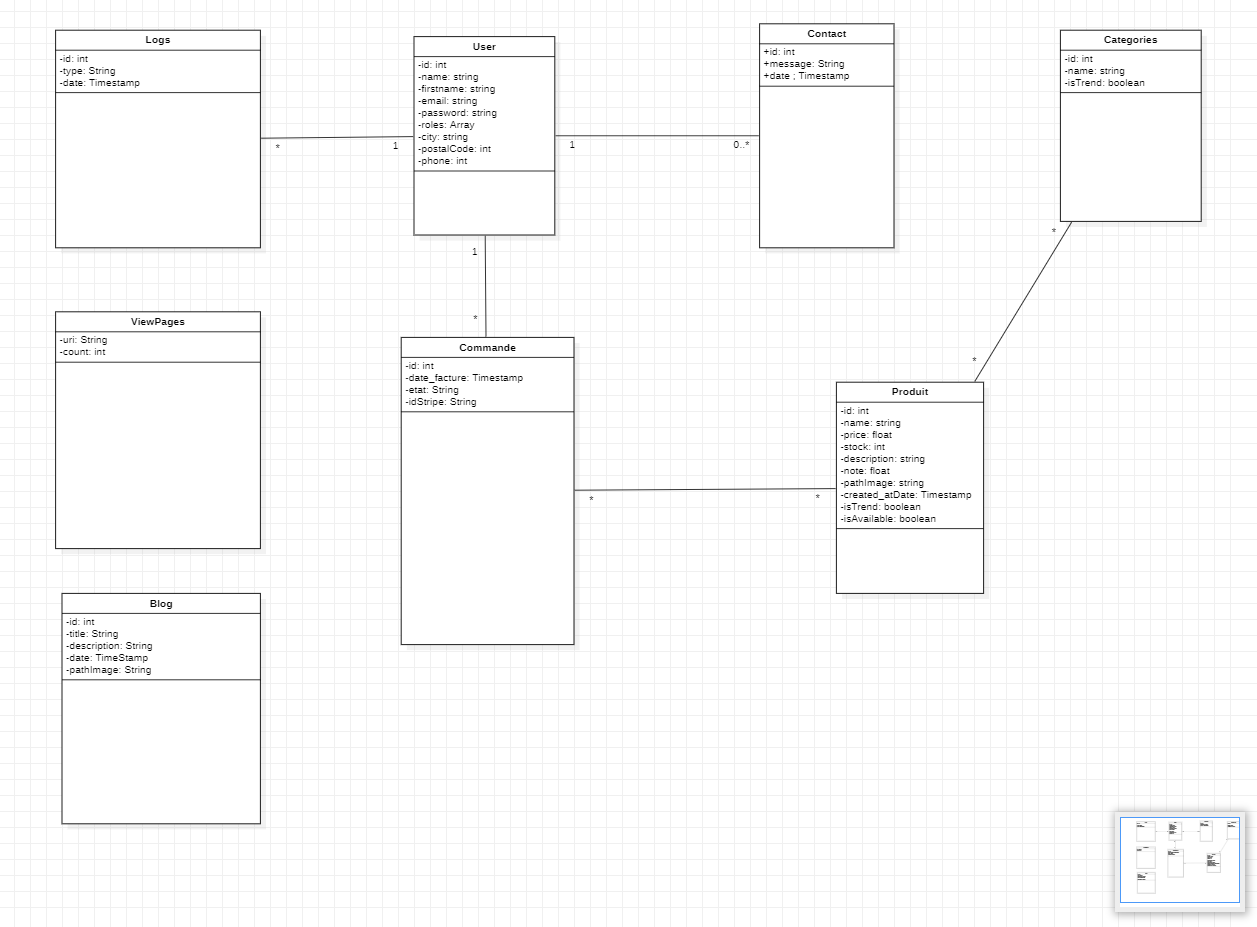 Logs
-id: int
-type: String
-date: Timestamp
*
1
User
-id: int
-name: string
-firstname: string
-email: string
-password: string
-roles: Array
-city: string
-postalCode: int
-phone: int
1
0..*
Contact
+id: int
+message: String
+date ; Timestamp
Categories
-id: int
-name: string
-isTrend: boolean
*
*
1
*
ViewPages
-uri: String
-count: int
Commande
-id: int
-date_facture: Timestamp
-etat: String
-idStripe: String
*
*
Produit
-id: int
-name: string
-price: float
-stock: int
-description: string
-note: float
-pathImage: string
-created_atDate: Timestamp
-isTrend: boolean
-isAvailable: boolean
Blog
-id: int
-title: String
-description: String
-date: TimeStamp
-pathImage: String